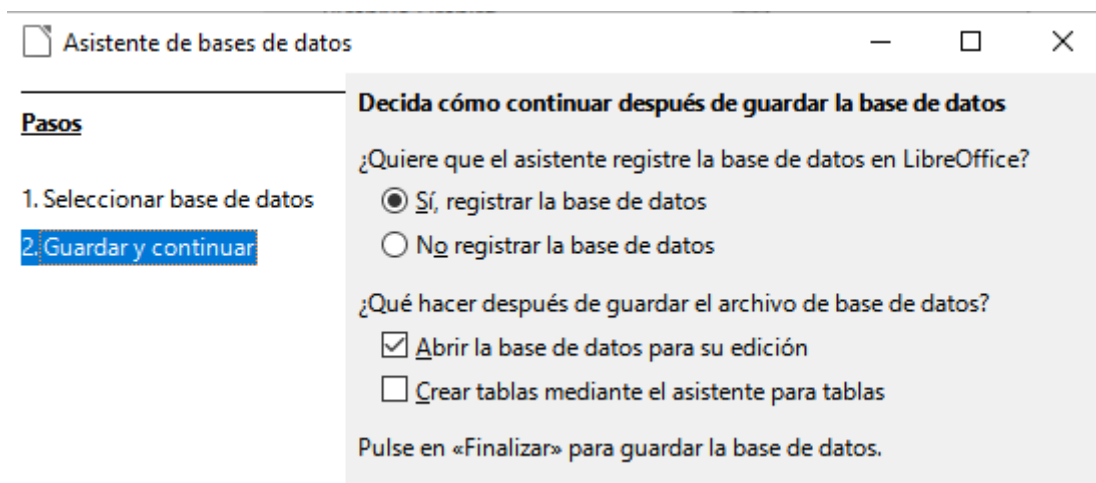 Asistente de bases de datos
Pasos
1. Seleccionar base de datos
2. Guardar y continuar
Decida cómo continuar después de guardar la base de datos
¿Quiere que el asistente registre la base de datos en LibreOffice?
Sí, registrar la base de datos
No registrar la base de datos
¿Qué hacer después de guardar el archivo de base de datos?
Abrir la base de datos para su edición
Crear tablas mediante el asistente para tablas
Pulse en «Finalizar» para guardar la base de datos.